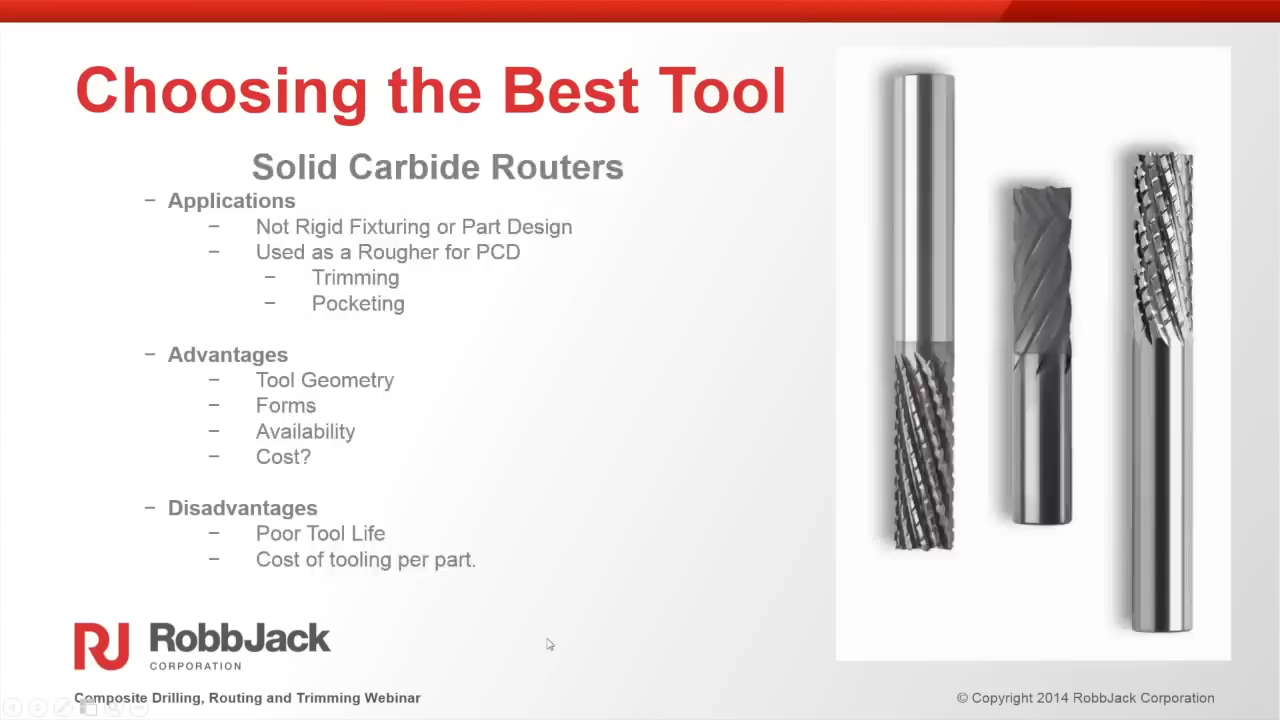 Choosing the Best Tool
Solid Carbide Routers
− Applications
− Not Rigid Fixturing or Part Design
− Used as a Rougher for PCD
− Trimming
− Pocketing
− Advantages
− Tool Geometry
− Forms
− Availability
− Cost?
− Disadvantages
− Poor Tool Life
− Cost of tooling per part.
RJ RobbJack
CORPORATION
Composite Drilling, Routing and Trimming Webinar
© Copyright 2014 RobbJack Corporation